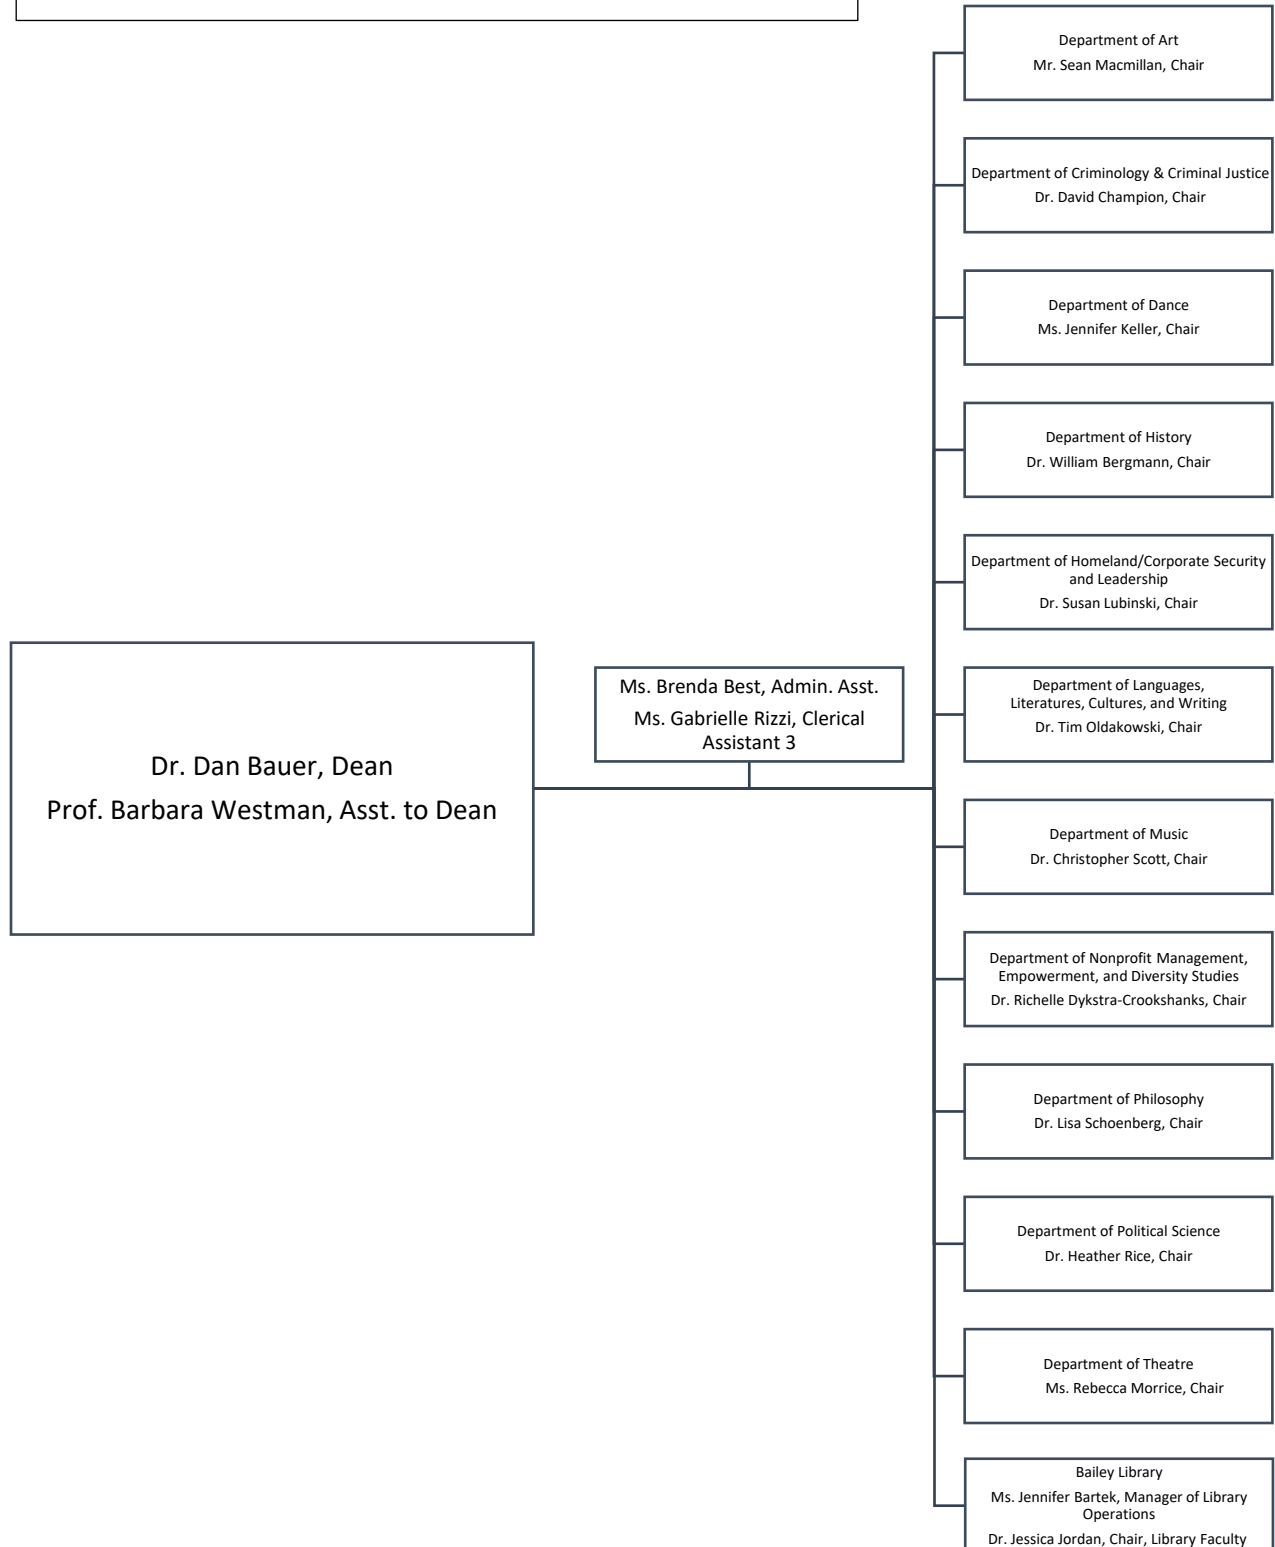 Dr. Dan Bauer, Dean
Prof. Barbara Westman, Asst. to Dean
Ms. Brenda Best, Admin. Asst.
Ms. Gabrielle Rizzi, Clerical
Assistant 3
Department of Art
Mr. Sean Macmillan, Chair
Department of Criminology & Criminal Justice
Dr. David Champion, Chair
Department of Dance
Ms. Jennifer Keller, Chair
Department of History
Dr. William Bergmann, Chair
Department of Homeland/Corporate Security
and Leadership
Dr. Susan Lubinski, Chair
Department of Languages,
Literatures, Cultures, and Writing
Dr. Tim Oldakowski, Chair
Department of Music
Dr. Christopher Scott, Chair
Department of Nonprofit Management,
Empowerment, and Diversity Studies
Dr. Richelle Dykstra-Crookshanks, Chair
Department of Philosophy
Dr. Lisa Schoenberg, Chair
Department of Political Science
Dr. Heather Rice, Chair
Department of Theatre
Ms. Rebecca Morrice, Chair
Bailey Library
Ms. Jennifer Bartek, Manager of Library
Operations
Dr. Jessica Jordan, Chair, Library Faculty